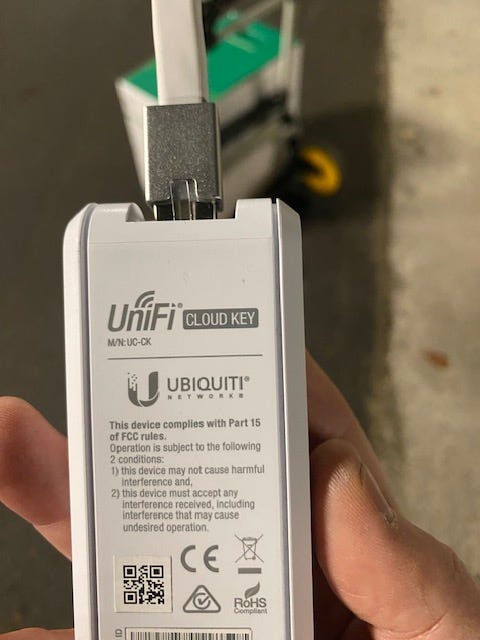 UniFi® CLOUD KEY
M/N: UC-CK
UBIQUITI®
NETWORKS
This device complies with Part 15
of FCC rules.
Operation is subject to the following
2 conditions:
1) this device may not cause harmful
interference and,
2) this device must accept any
interference received, including
interference that may cause
undesired operation.
CE
RoHS
Compliant
ID